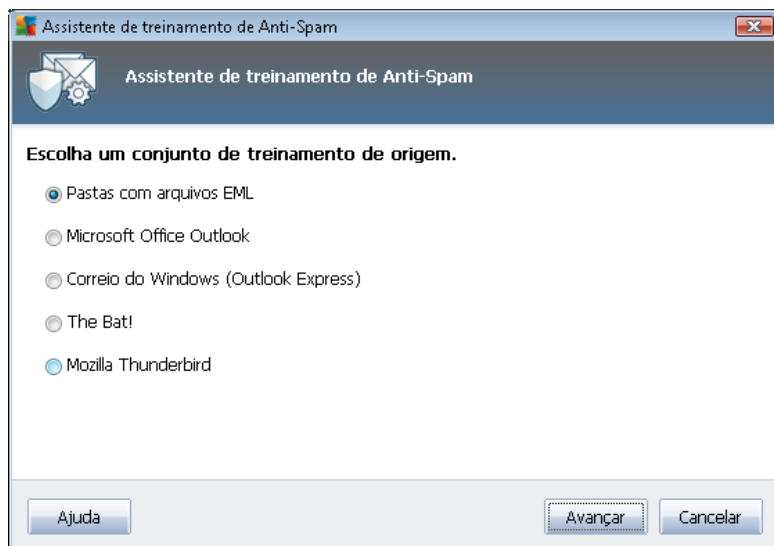 Assistente de treinamento de Anti-Spam
Assistente de treinamento de Anti-Spam
Escolha um conjunto de treinamento de origem.
Pastas com arquivos EML
Microsoft Office Outlook
Correio do Windows (Outlook Express)
The Bat!
Mozilla Thunderbird
Ajuda
Avançar
Cancelar